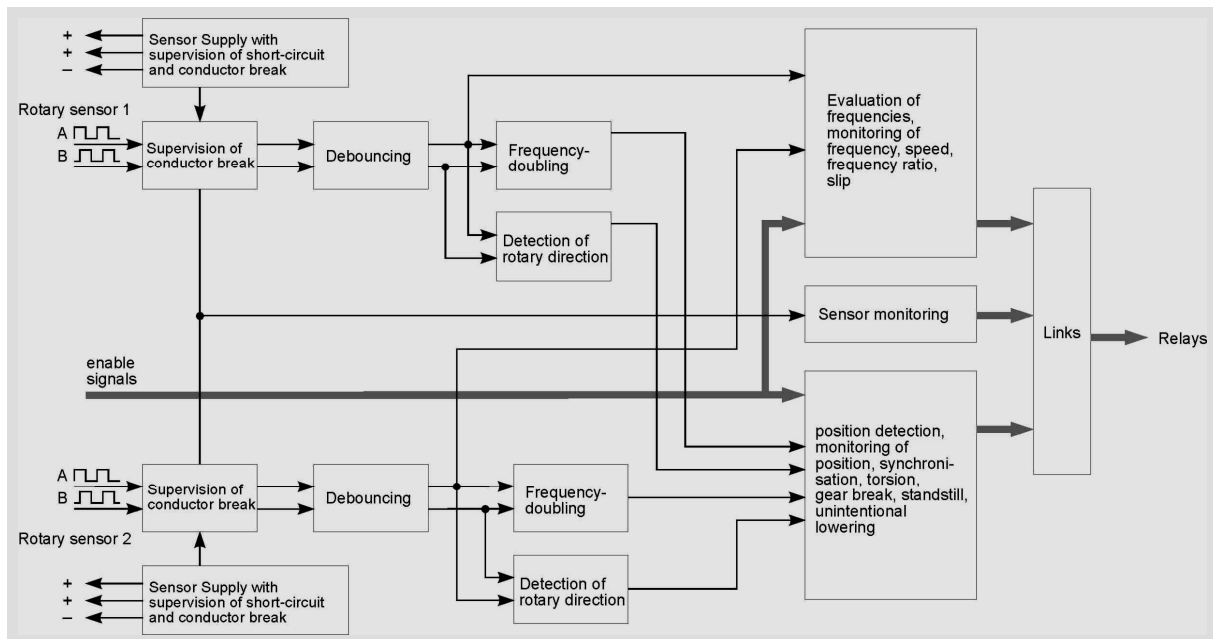 +
+
–
Sensor Supply with
supervision of short-circuit
and conductor break
Rotary sensor 1
A
B
Supervision of
conductor break
Debouncing
Frequency-
doubling
Detection of
rotary direction
Evaluation of
frequencies,
monitoring of
frequency, speed,
frequency ratio,
slip
Sensor monitoring
Links
Relays
enable
signals
position detection,
monitoring of
position, synchroni-
sation, torsion,
gear break, standstill,
unintentional
lowering
A
B
Supervision of
conductor break
Debouncing
Frequency-
doubling
Detection of
rotary direction
Rotary sensor 2
+
+
–
Sensor Supply with
supervision of short-circuit
and conductor break